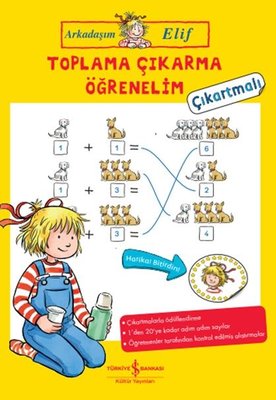 Arkadaşım Elif
TOPLAMA ÇIKARMA
ÖĞRENELİM
Çıkartmalı
1 + 1 = 6
1 + 3 = 2
3 + 3 = 4
Harika! Bitirdin!
• Çıkartmalarla ödüllendirme
• 1'den 20'ye kadar adım adım sayılar
• Öğretmenler tarafından kontrol edilmiş alıştırmalar
TÜRKİYE İŞ BANKASI
Kültür Yayınları